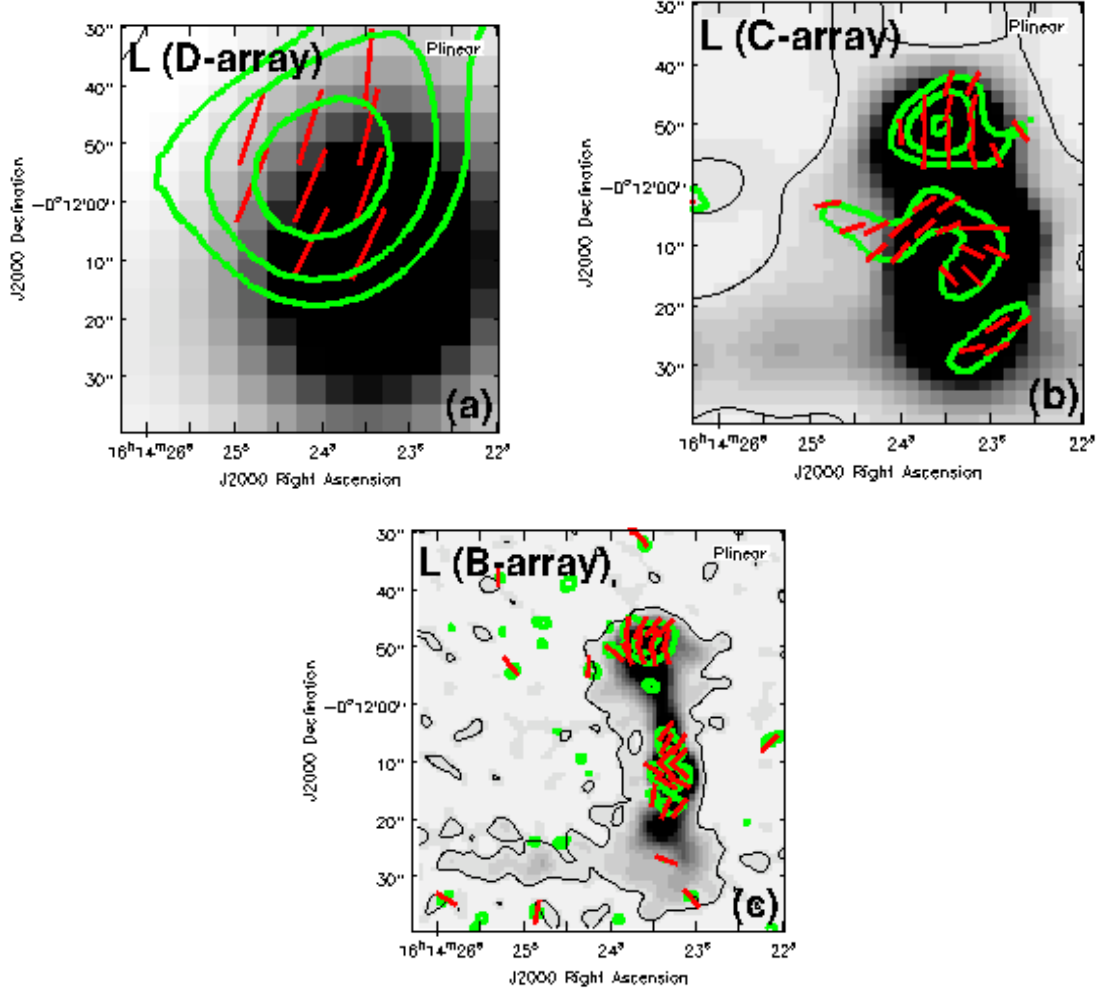 L (D-array)
Plinear
30"
40"
50"
−0°12'00"
10"
20"
30"
J2000 Declination
(a)
16ʰ14ᵐ26ˢ
25ˢ
24ˢ
23ˢ
22ˢ
J2000 Right Ascension
L (C-array)
Plinear
30"
40"
50"
−0°12'00"
10"
20"
30"
J2000 Declination
(b)
16ʰ14ᵐ26ˢ
25ˢ
24ˢ
23ˢ
22ˢ
J2000 Right Ascension
L (B-array)
Plinear
30"
40"
50"
−0°12'00"
10"
20"
30"
J2000 Declination
(c)
16ʰ14ᵐ26ˢ
25ˢ
24ˢ
23ˢ
22ˢ
J2000 Right Ascension